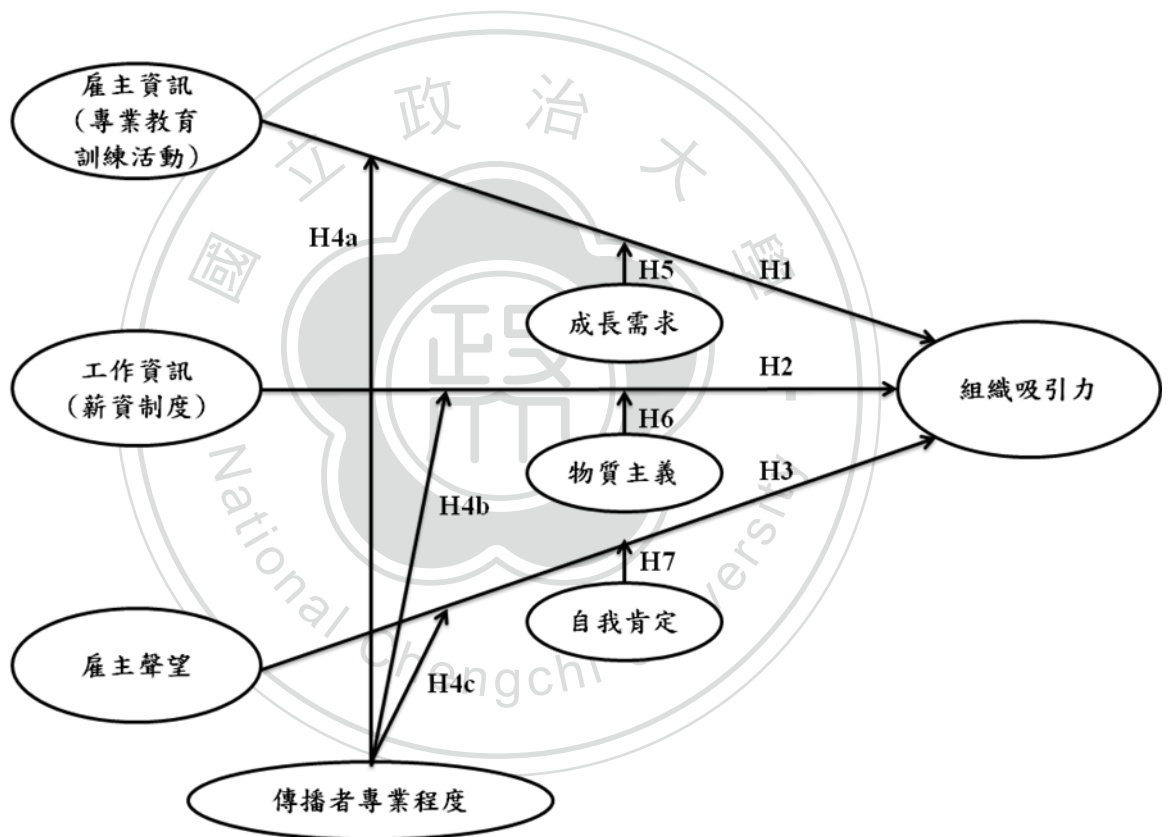 雇主資訊
（專業教育
訓練活動）
H4a
H5
H1
成長需求
工作資訊
（薪資制度）
H2
組織吸引力
H6
物質主義
H3
H4b
H7
自我肯定
雇主聲望
H4c
傳播者專業程度
國立政治大學
政
National Chengchi University